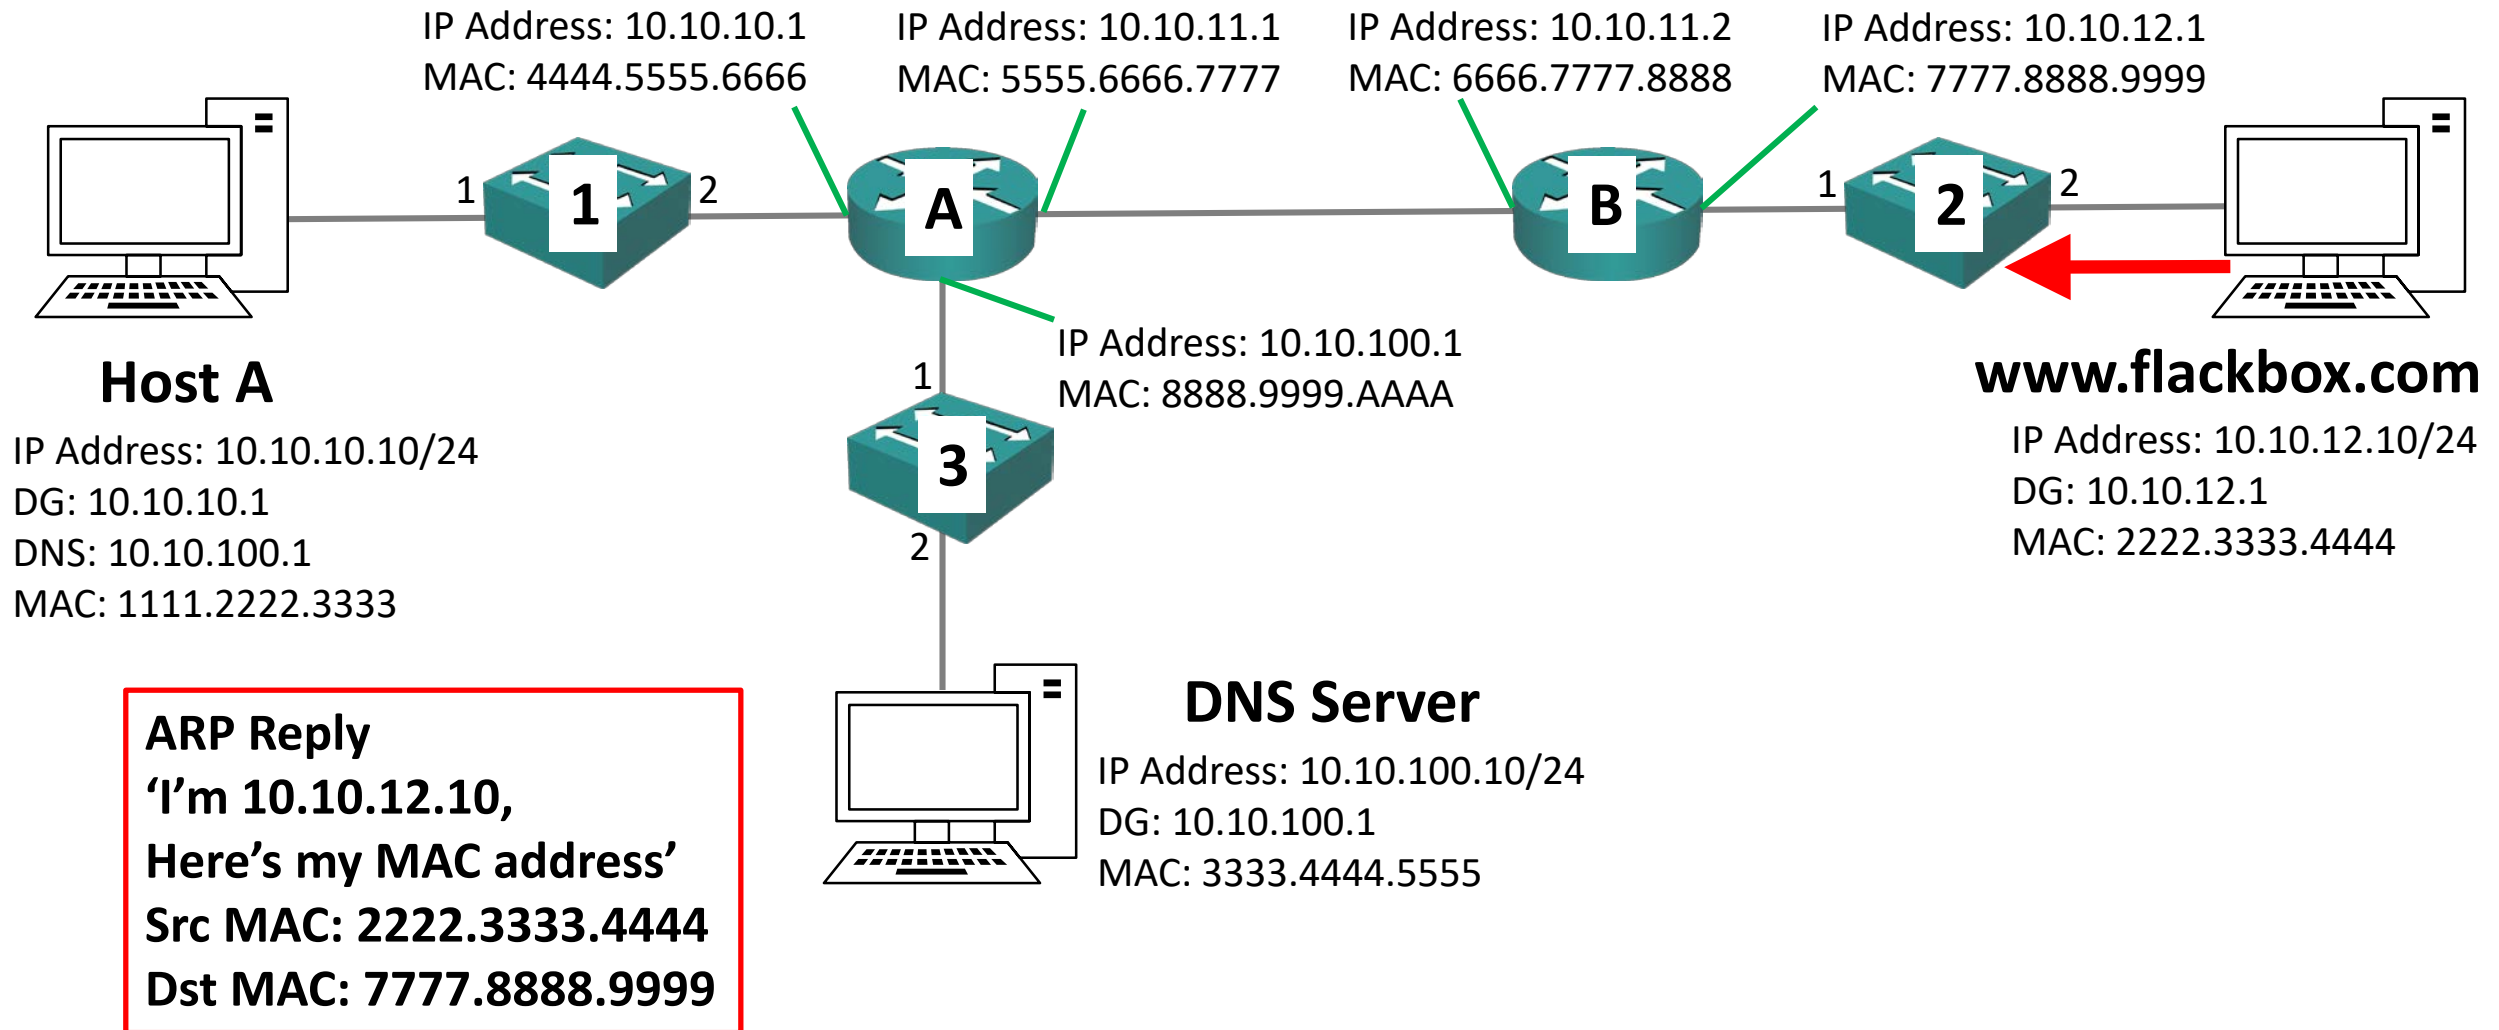 IP Address: 10.10.10.1
MAC: 4444.5555.6666
IP Address: 10.10.11.1
MAC: 5555.6666.7777
IP Address: 10.10.11.2
MAC: 6666.7777.8888
IP Address: 10.10.12.1
MAC: 7777.8888.9999
1
1
2
A
B
1
2
2
IP Address: 10.10.100.1
MAC: 8888.9999.AAAA
Host A
IP Address: 10.10.10.10/24
DG: 10.10.10.1
DNS: 10.10.100.1
MAC: 1111.2222.3333
1
3
2
www.flackbox.com
IP Address: 10.10.12.10/24
DG: 10.10.12.1
MAC: 2222.3333.4444
ARP Reply
‘I’m 10.10.12.10,
Here’s my MAC address’
Src MAC: 2222.3333.4444
Dst MAC: 7777.8888.9999
DNS Server
IP Address: 10.10.100.10/24
DG: 10.10.100.1
MAC: 3333.4444.5555